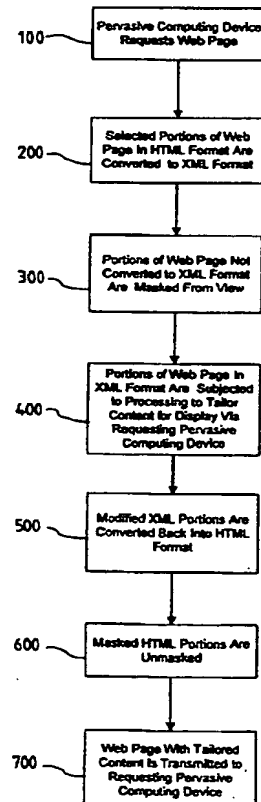 100
Pervasive Computing Device
Requests Web Page
200
Selected Portions of Web
Page In HTML Format Are
Converted to XML Format
300
Portions of Web Page Not
Converted to XML Format
Are Masked From View
400
Portions of Web Page In
XML Format Are Subjected
to Processing to Tailor
Content for Display Via
Requesting Pervasive
Computing Device
500
Modified XML Portions Are
Converted Back Into HTML
Format
600
Masked HTML Portions Are
Unmasked
700
Web Page With Tailored
Content Is Transmitted to
Requesting Pervasive
Computing Device